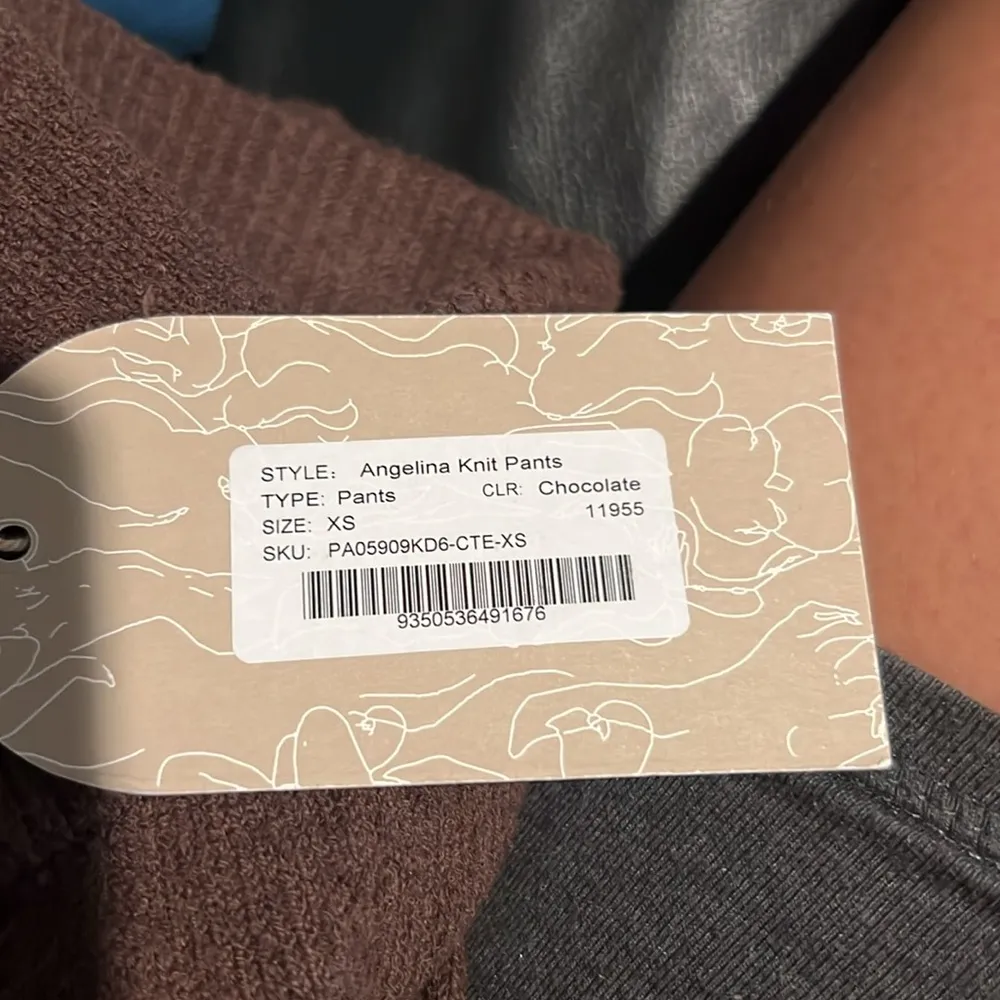 STYLE: Angelina Knit Pants
TYPE: Pants CLR: Chocolate
SIZE: XS 11955
SKU: PA05909KD6-CTE-XS
9350536491676